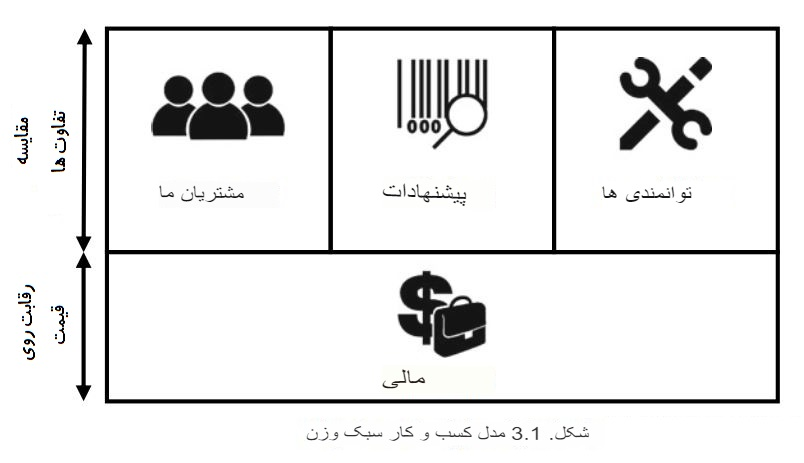 مقایسه
تفاوت ها
توانمندی ها
پیشنهادات
000
مشتریان ما
رقابت روی
قیمت
$
مالی
شکل. 3.1 مدل کسب و کار سبک وزن